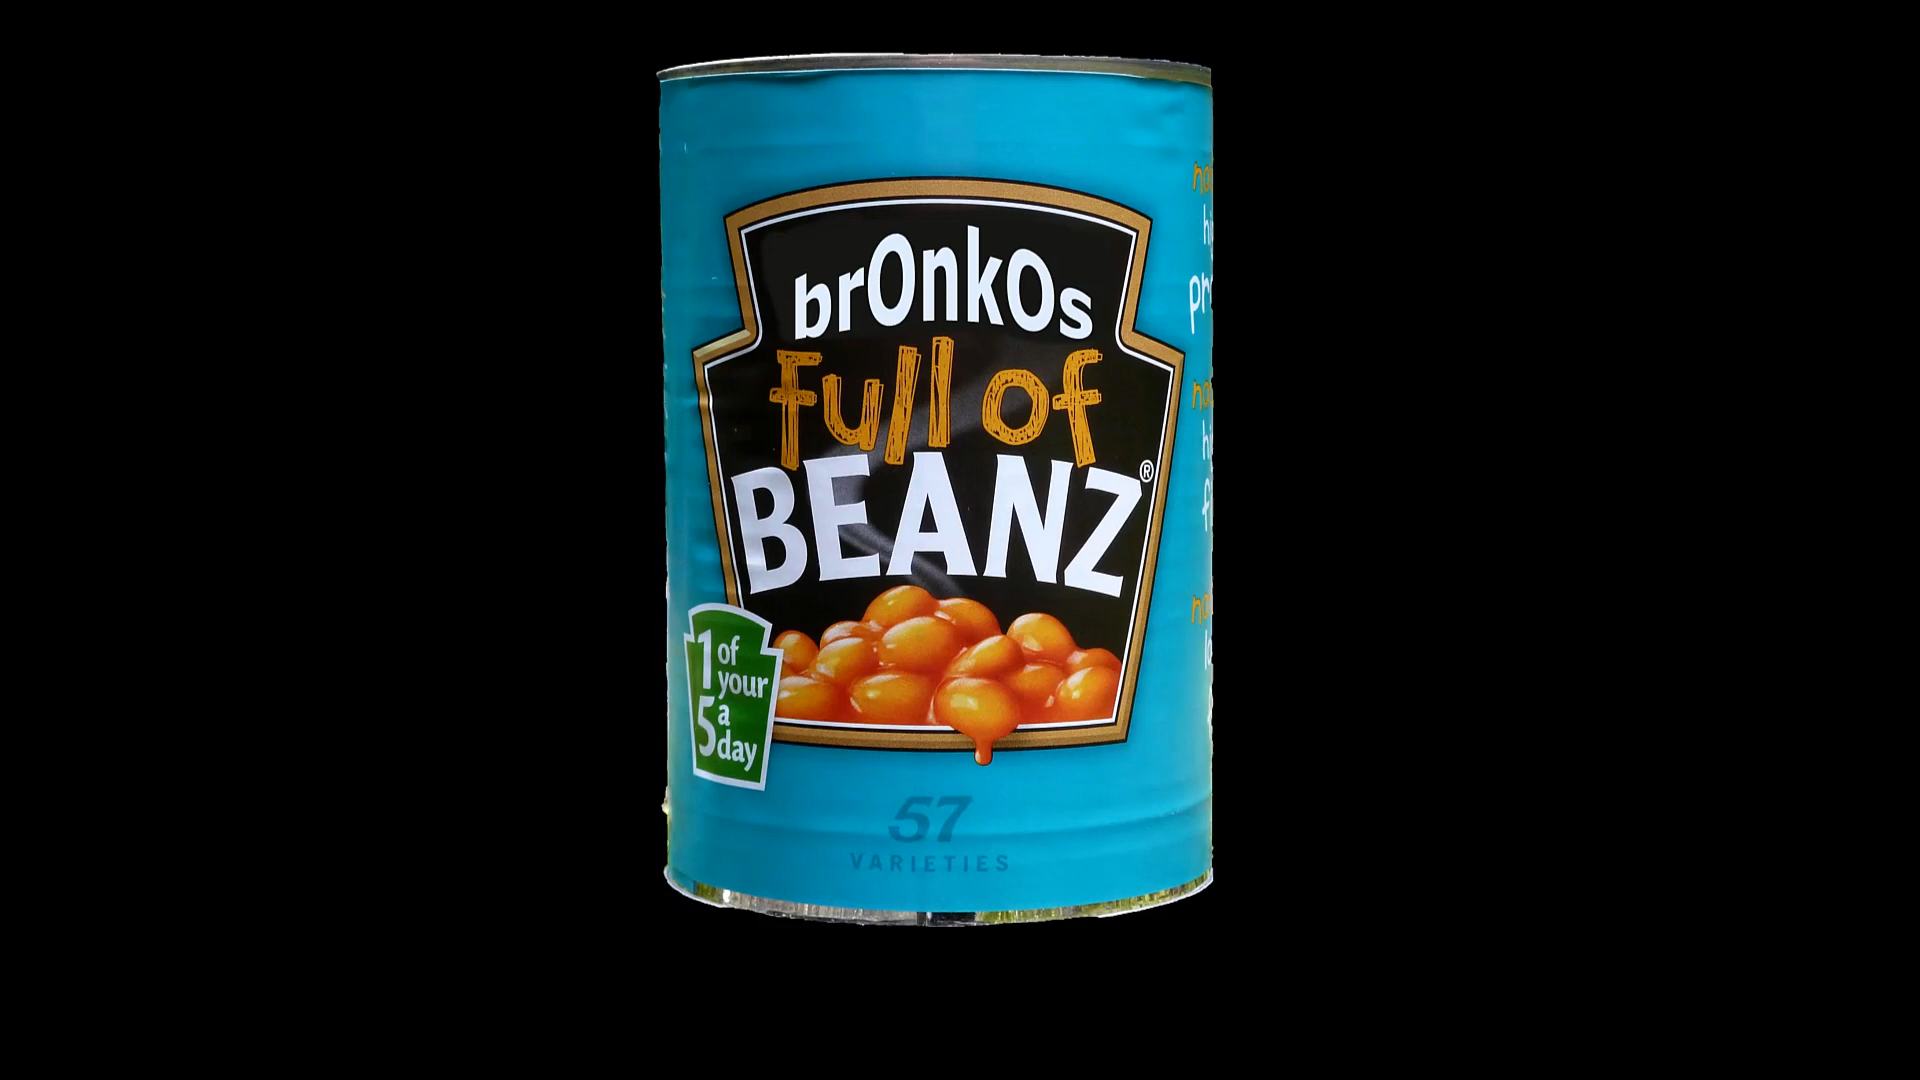 brOnkOs
Full of
BEANZ®
1 of
your
5 a
day
57
VARIETIES